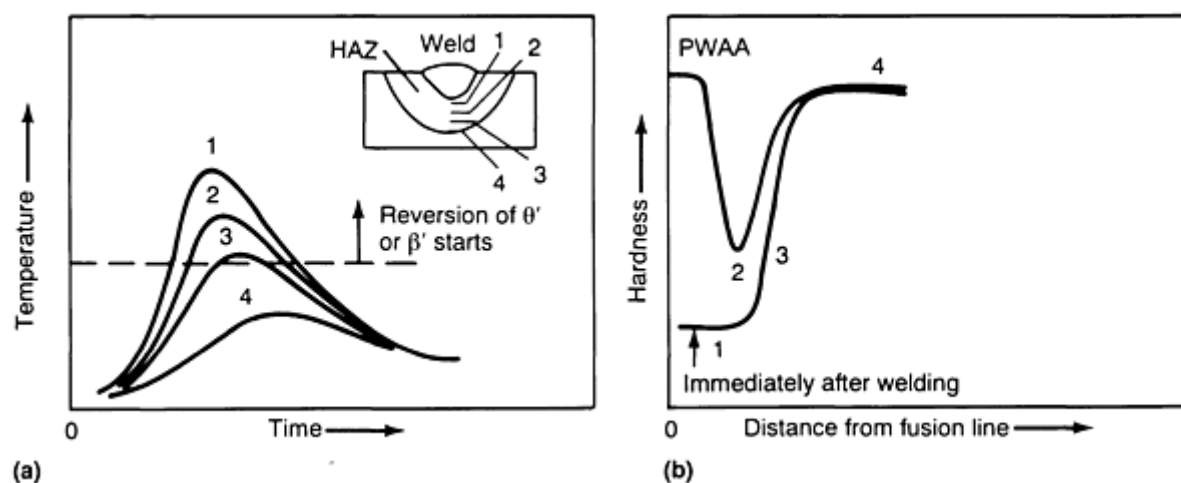 Weld
HAZ
1
2
3
4
1
2
3
4
Reversion of θ′
or β′ starts
Temperature
0
Time
(a)
PWAA
4
2
3
1
Immediately after welding
Hardness
0
Distance from fusion line
(b)